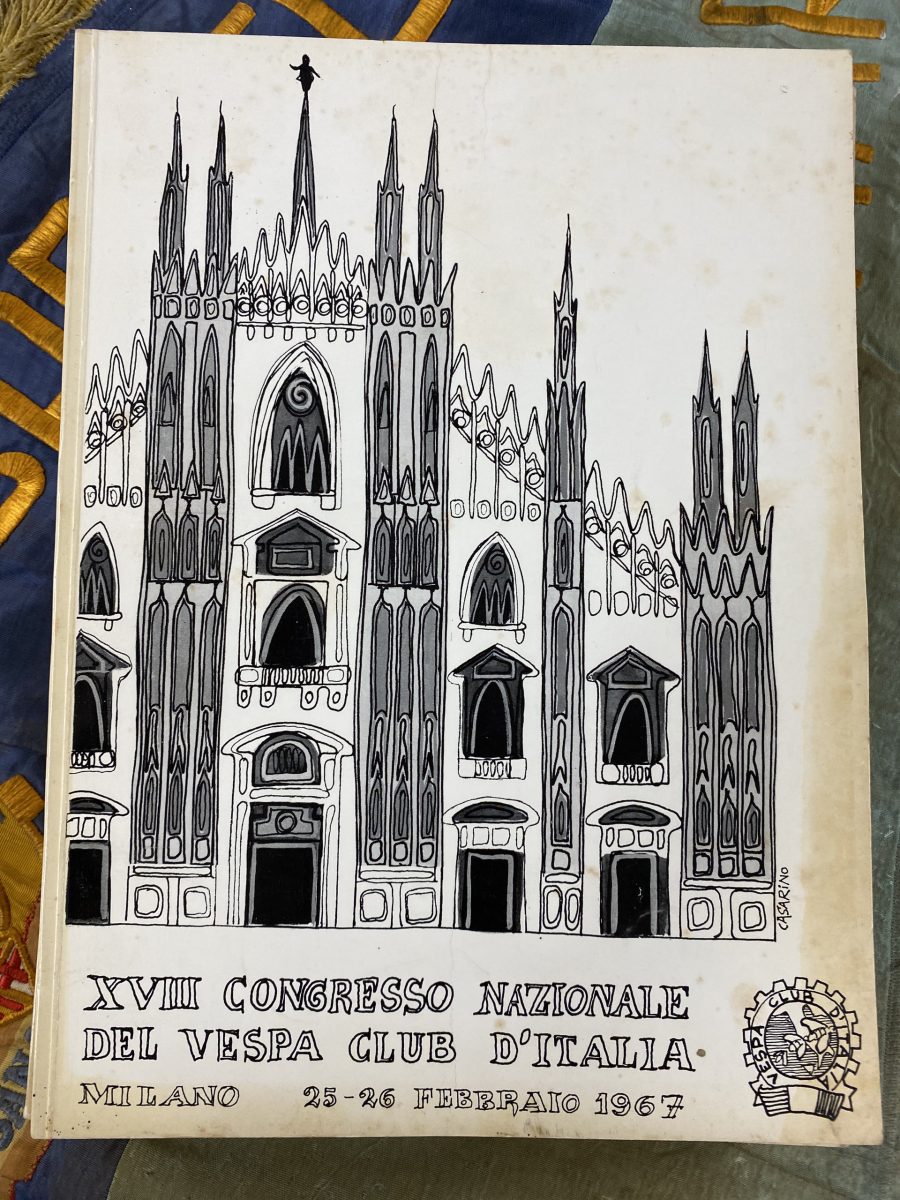 CASARINO
XVIII CONGRESSO NAZIONALE
DEL VESPA CLUB D'ITALIA
MILANO 25-26 FEBBRAIO 1967
VESPA CLUB D'ITALIA